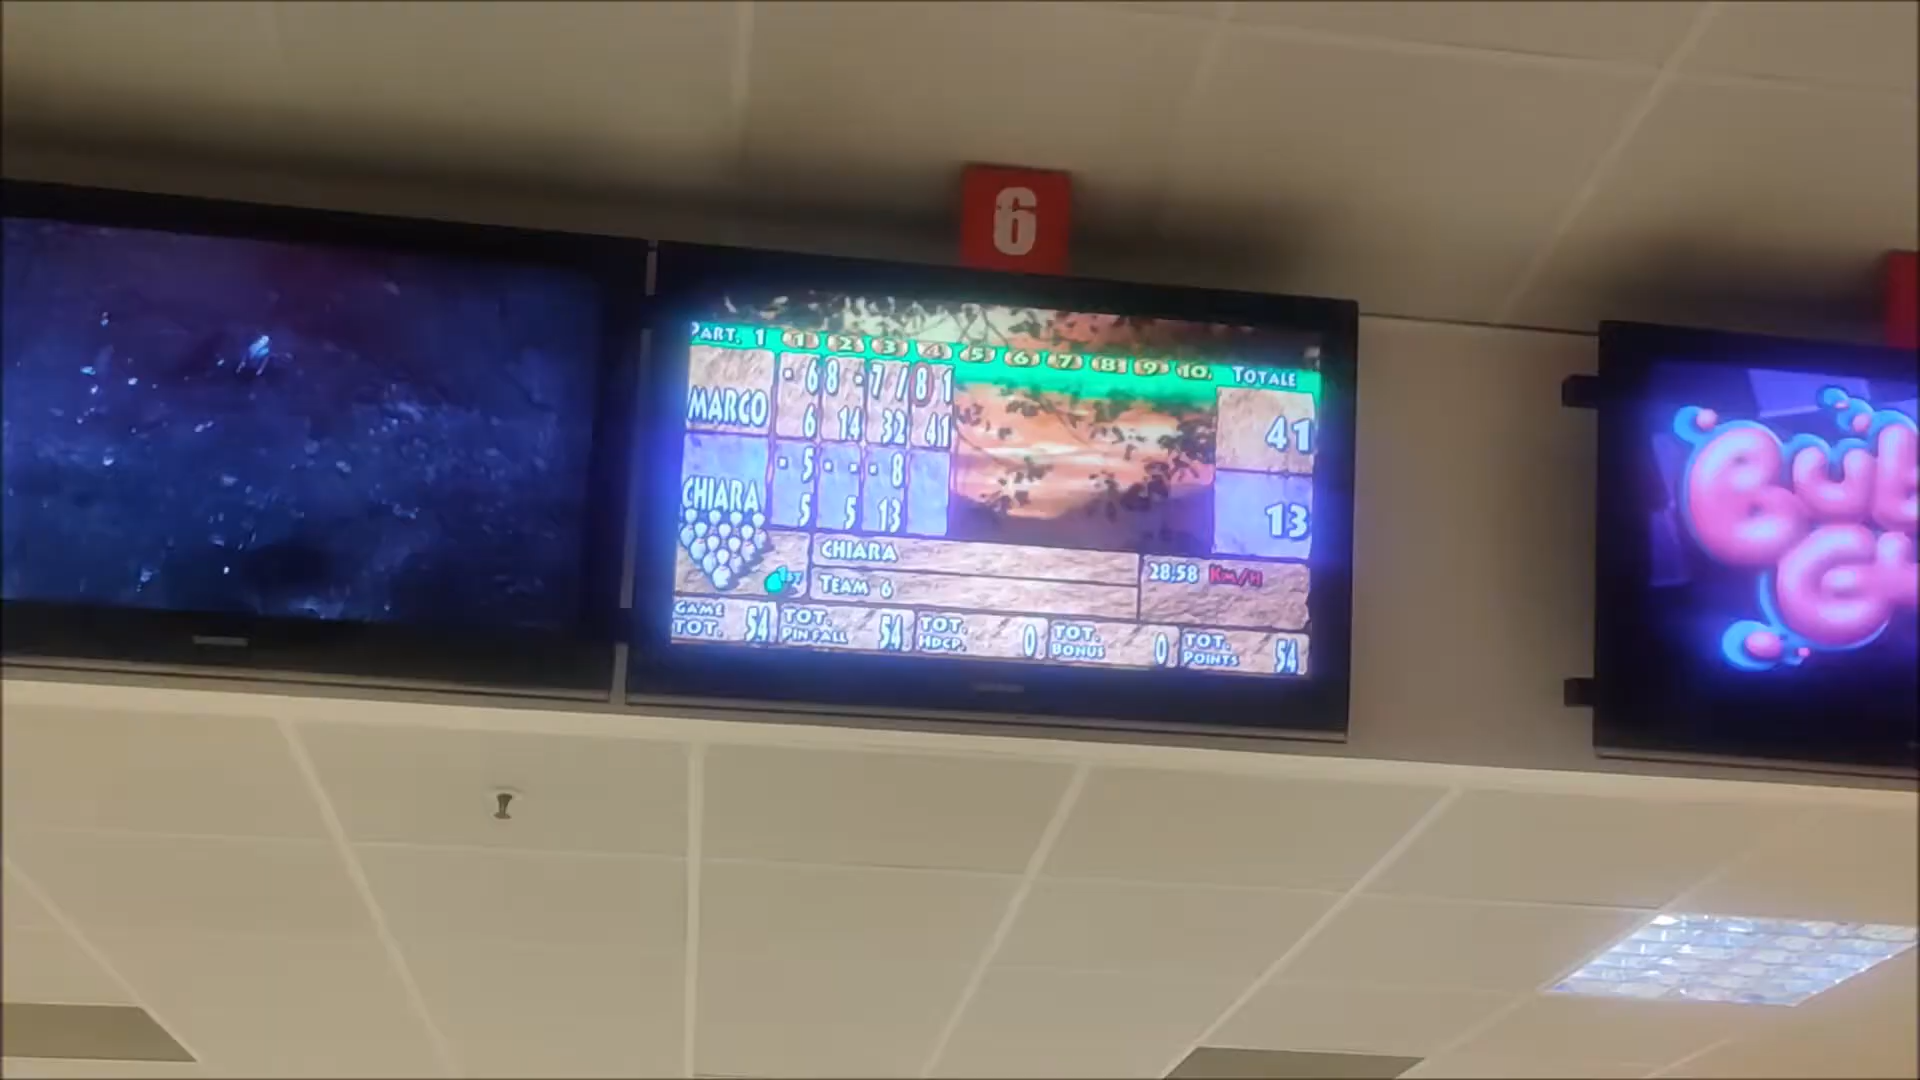 6
PART. 1 1 2 3 4 5 6 7 8 9 10 TOTALE
- 6 8 - 7 / 8 1
MARCO 6 14 32 41 41
- 5 - - - 8
CHIARA 5 5 13 13
CHIARA
1ST TEAM 6 28.58 KM/H
GAME TOT. 54 TOT. PINFALL 54 TOT. HDCP. 0 TOT. BONUS 0 TOT. POINTS 54